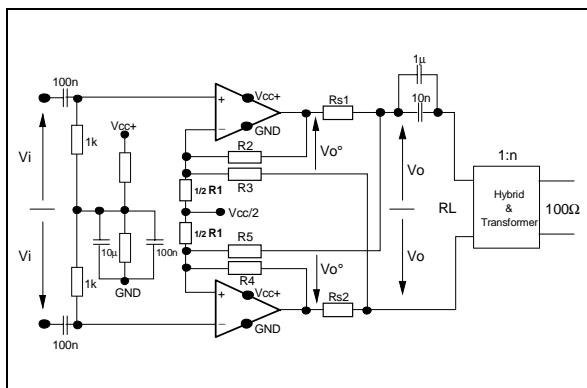 1µ
100n
Vcc+
Rs1
10n
+
GND
Vcc+
−
Vo°
1:n
R2
Vi
1k
R3
Vo
Hybrid
&
Transformer
1/2 R1
Vcc/2
RL
100Ω
1/2 R1
R5
Vi
10µ
100n
Vo
R4
Vo°
1k
GND
Vcc+
+
Rs2
−
GND
100n